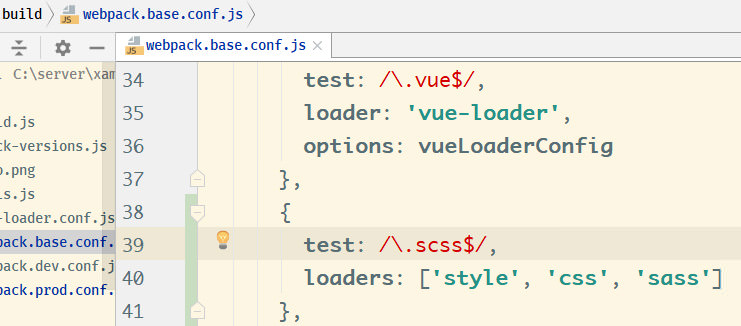 build webpack.base.conf.js
webpack.base.conf.js
C:\server\xam
34 test: /\.vue$/,
ld.js
35 loader: 'vue-loader',
ck-versions.js
36 options: vueLoaderConfig
o.png
37 },
ls.js
38 {
-loader.conf.js
39 test: /\.scss$/,
pack.base.conf.
40 loaders: ['style', 'css', 'sass']
pack.dev.conf.j
41 },
pack.prod.conf.